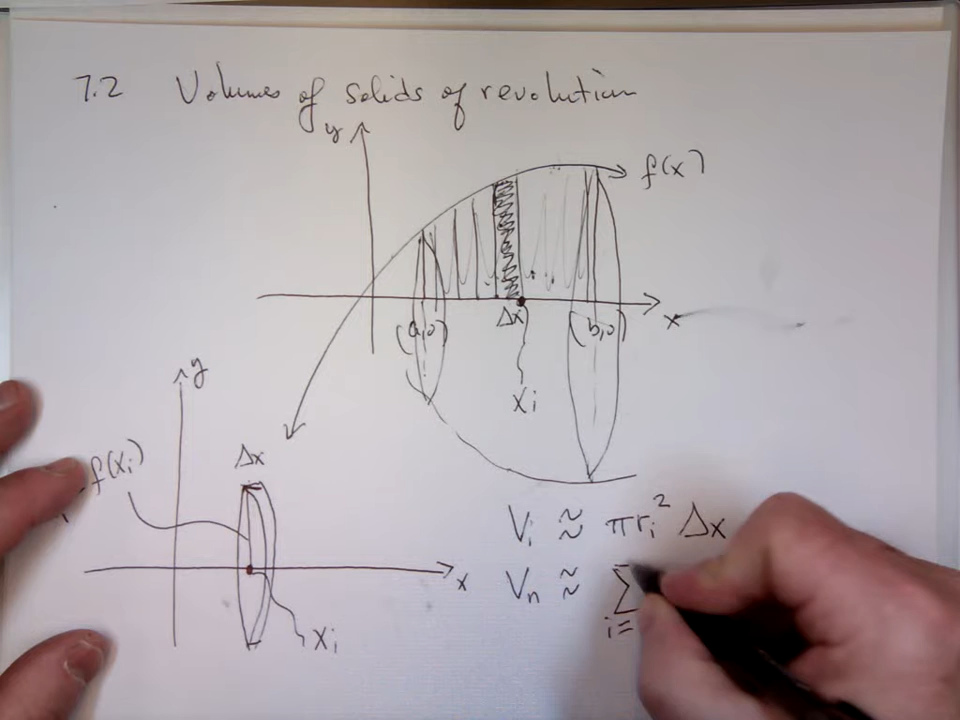 7.2 Volumes of solids of revolution
y
f(x)
(a,0) Δx (b,0) x
xi
y
f(xi) Δx
x
xi
Vi ≈ πri² Δx
Vn ≈ ∑
i=